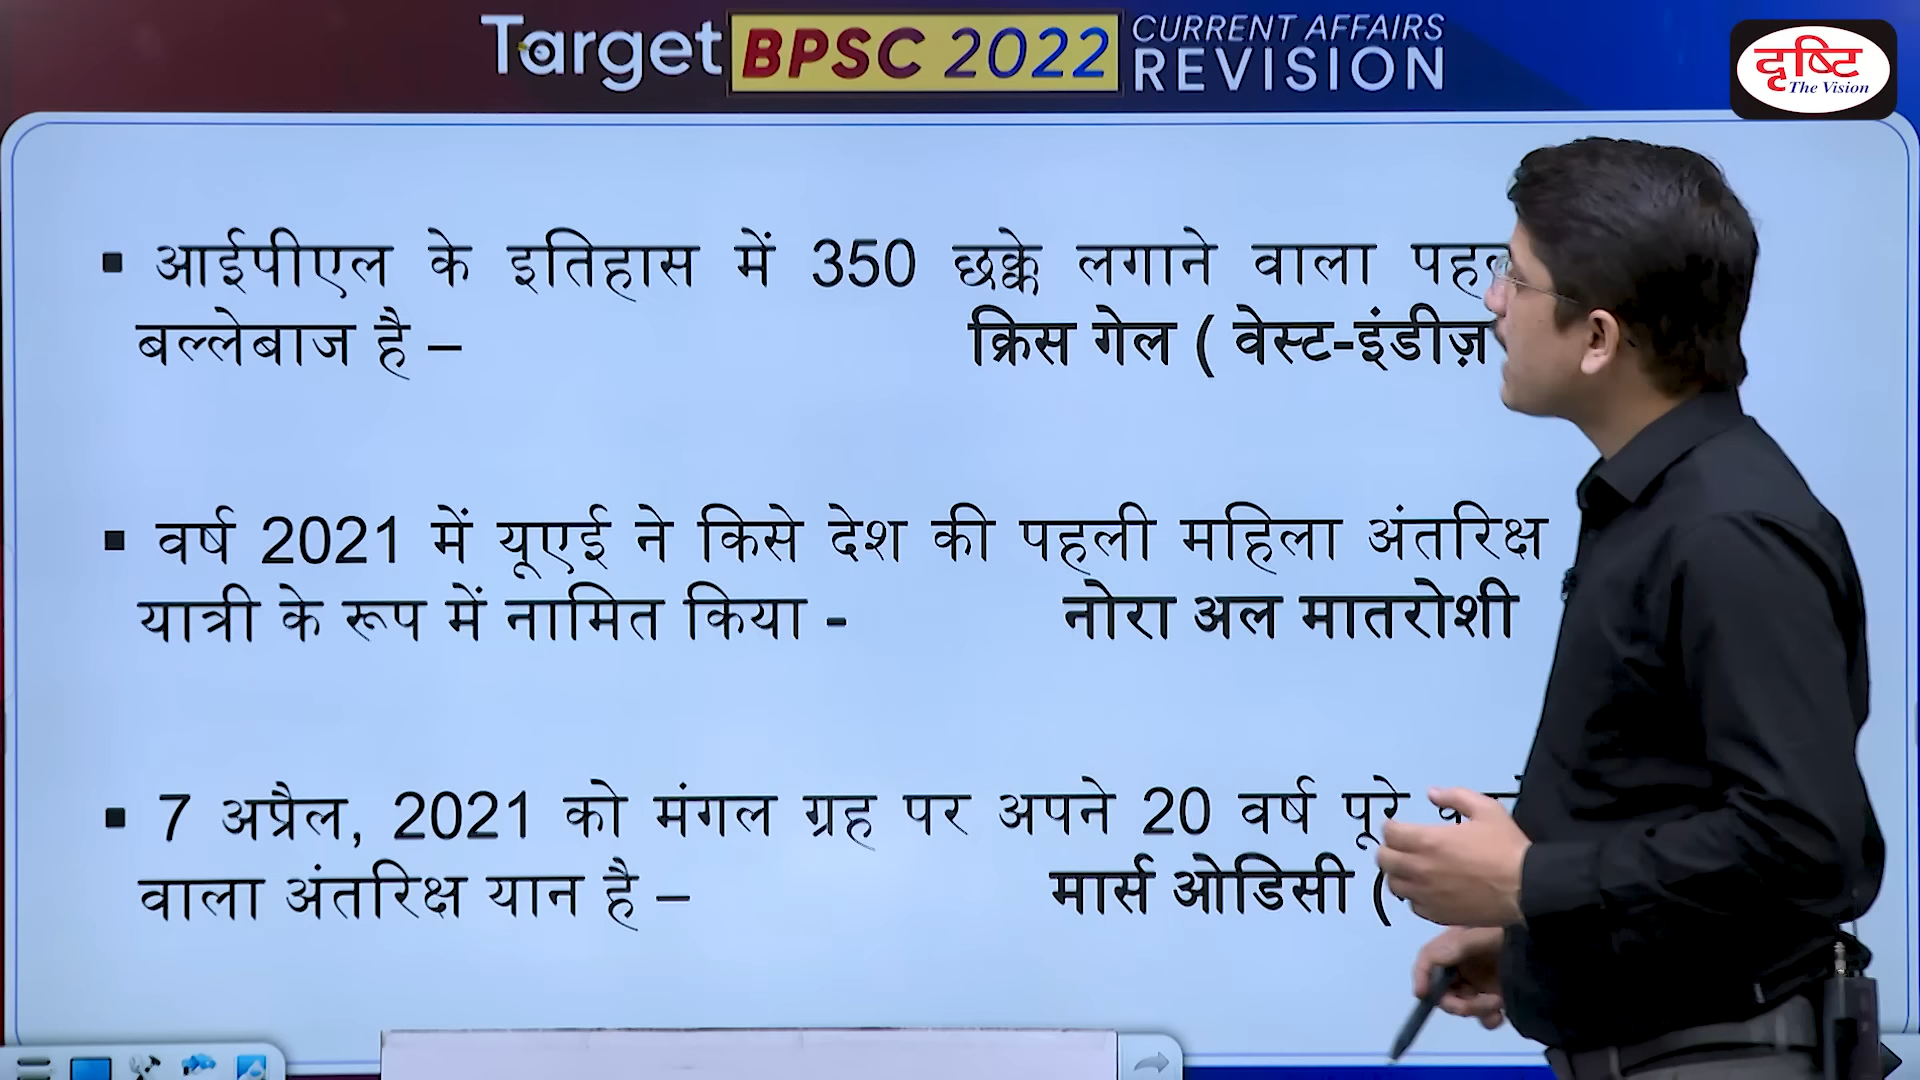 Target BPSC 2022 CURRENT AFFAIRS
REVISION
दृष्टि
The Vision
▪ आईपीएल के इतिहास में 350 छक्के लगाने वाला
बल्लेबाज है – क्रिस गेल ( वेस्ट-इंडीज़
▪ वर्ष 2021 में यूएई ने किसे देश की पहली महिला अंतरिक्ष
यात्री के रूप में नामित किया - नोरा अल मातरोशी
▪ 7 अप्रैल, 2021 को मंगल ग्रह पर अपने 20 वर्ष पूरे
वाला अंतरिक्ष यान है – मार्स ओडिसी (